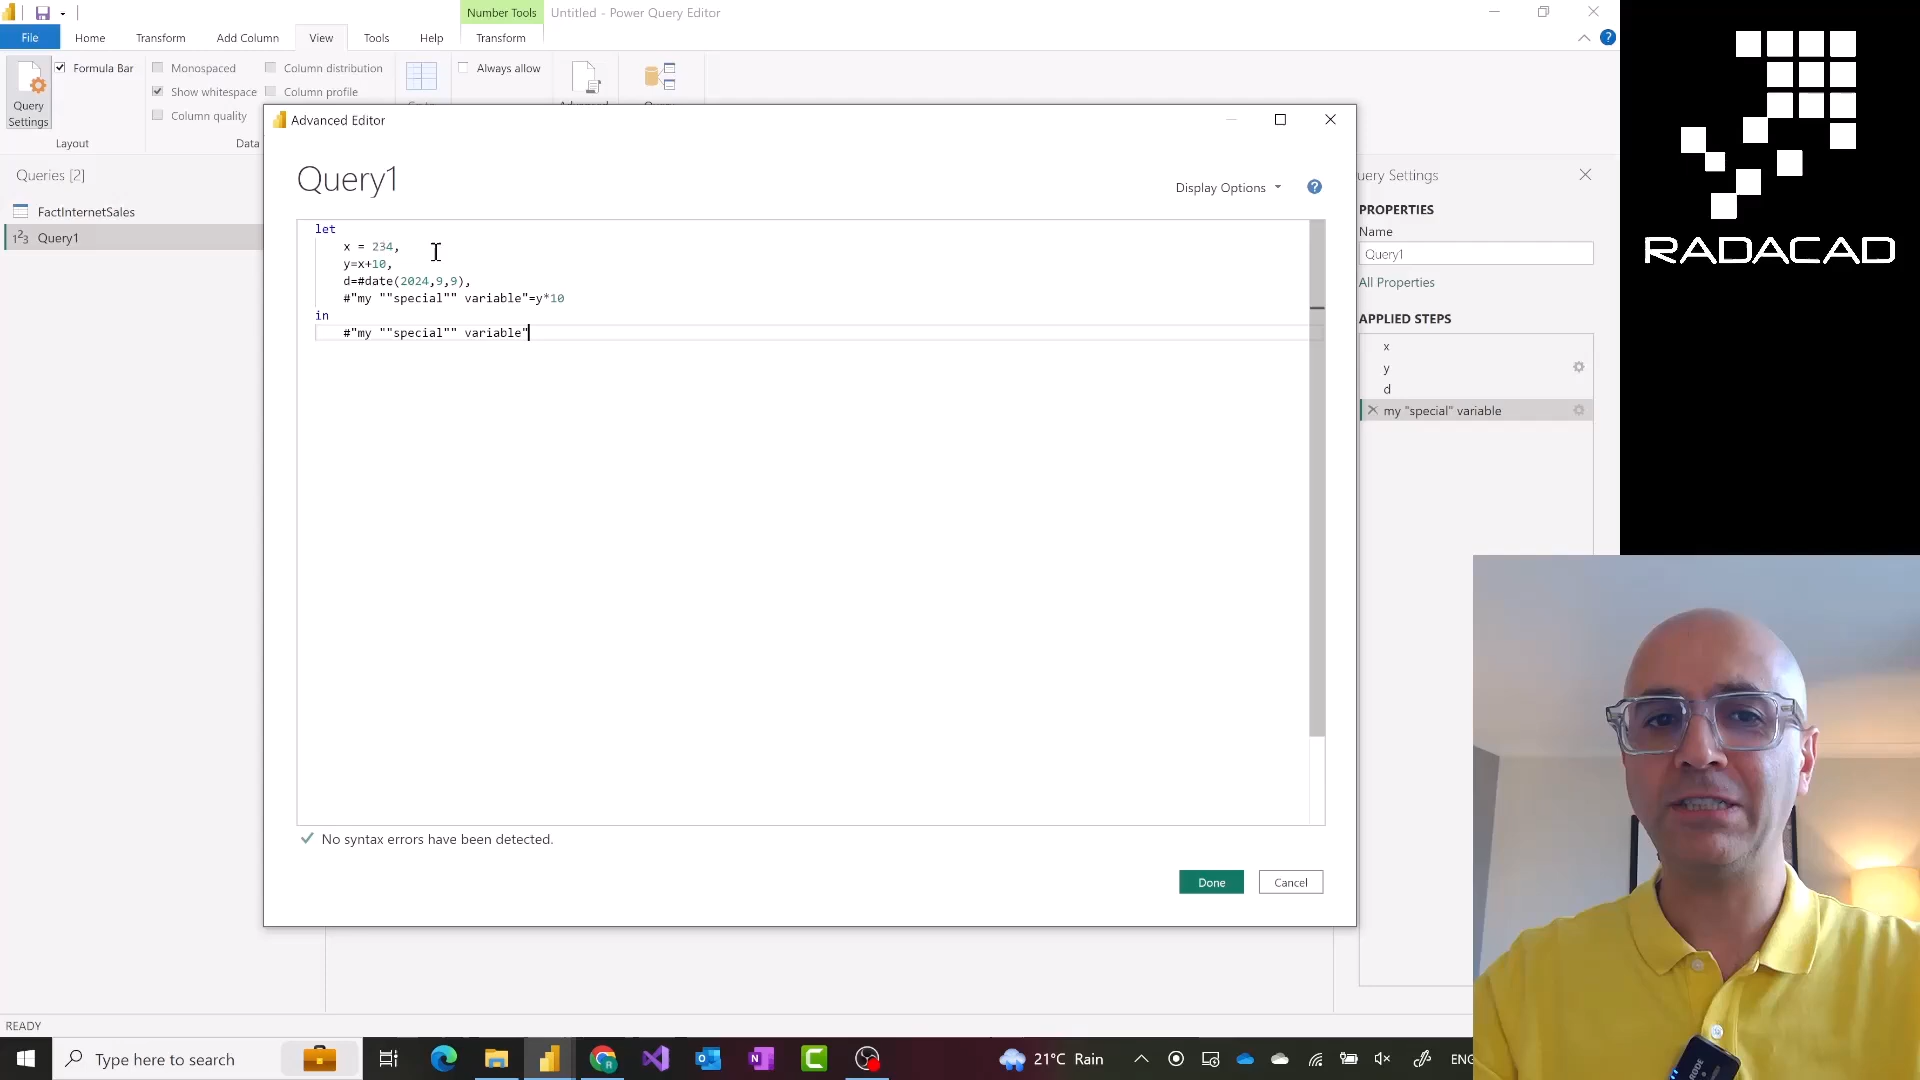 Number Tools
Untitled - Power Query Editor
File
Home
Transform
Add Column
View
Tools
Help
Transform
Query
Settings
Formula Bar
Monospaced
Show whitespace
Column quality
Column distribution
Column profile
Always allow
Layout
Data
Queries [2]
FactInternetSales
1²3 Query1
Advanced Editor
Query1
Display Options
?
let
x = 234,
y=x+10,
d=#date(2024,9,9),
#"my ""special"" variable"=y*10
in
#"my ""special"" variable"
No syntax errors have been detected.
Done
Cancel
uery Settings
PROPERTIES
Name
Query1
All Properties
APPLIED STEPS
x
y
d
my "special" variable
RADACAD
RODE
READY
Type here to search
21°C Rain
ENG